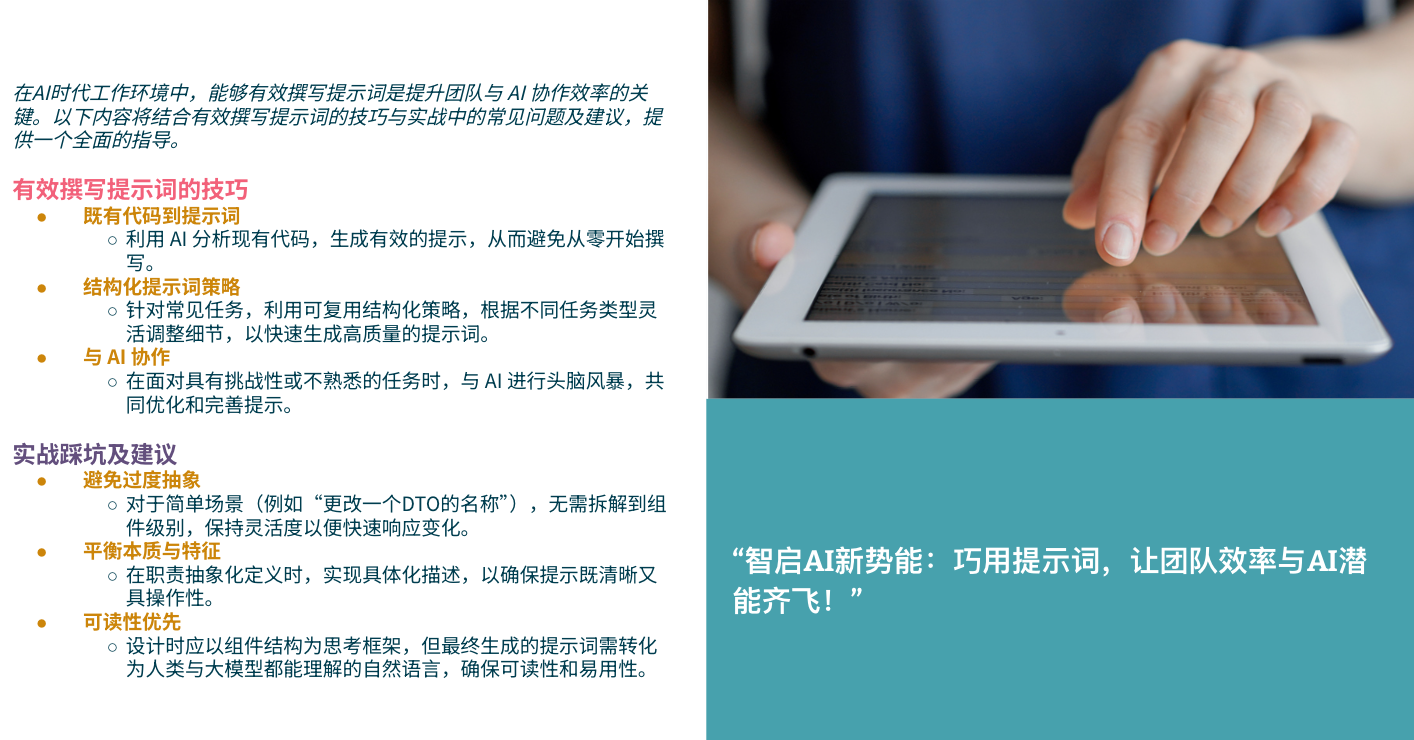 在AI时代工作环境中，能够有效撰写提示词是提升团队与 AI 协作效率的关
键。以下内容将结合有效撰写提示词的技巧与实战中的常见问题及建议，提
供一个全面的指导。
有效撰写提示词的技巧
● 既有代码到提示词
○ 利用 AI 分析现有代码，生成有效的提示，从而避免从零开始撰
写。
● 结构化提示词策略
○ 针对常见任务，利用可复用结构化策略，根据不同任务类型灵
活调整细节，以快速生成高质量的提示词。
● 与 AI 协作
○ 在面对具有挑战性或不熟悉的任务时，与 AI 进行头脑风暴，共
同优化和完善提示。
实战踩坑及建议
● 避免过度抽象
○ 对于简单场景（例如“更改一个DTO的名称”），无需拆解到组
件级别，保持灵活度以便快速响应变化。
● 平衡本质与特征
○ 在职责抽象化定义时，实现具体化描述，以确保提示既清晰又
具操作性。
● 可读性优先
○ 设计时应以组件结构为思考框架，但最终生成的提示词需转化
为人类与大模型都能理解的自然语言，确保可读性和易用性。
“智启AI新势能：巧用提示词，让团队效率与AI潜
能齐飞！”